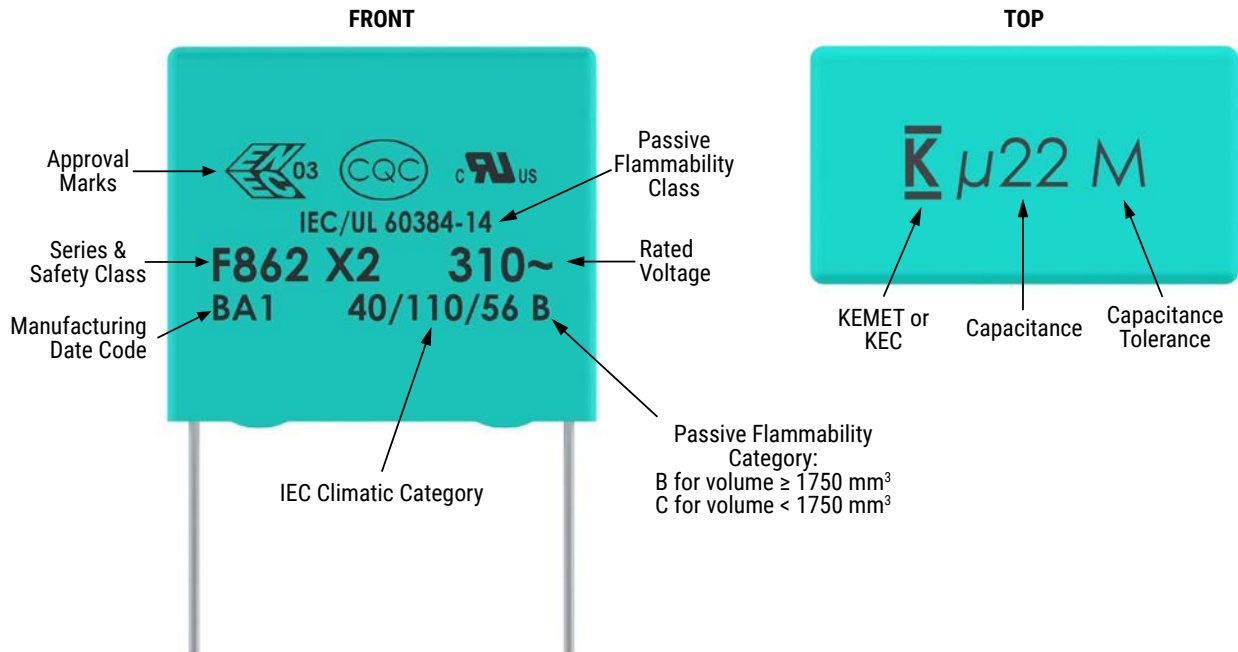 FRONT
Approval
Marks
ENEC 03
CQC
C RU US
Passive
Flammability
Class
IEC/UL 60384-14
Series &
Safety Class
F862 X2 310~
Rated
Voltage
Manufacturing
Date Code
BA1 40/110/56 B
IEC Climatic Category
Passive Flammability
Category:
B for volume ≥ 1750 mm³
C for volume < 1750 mm³
TOP
K µ22 M
KEMET or
KEC
Capacitance
Capacitance
Tolerance